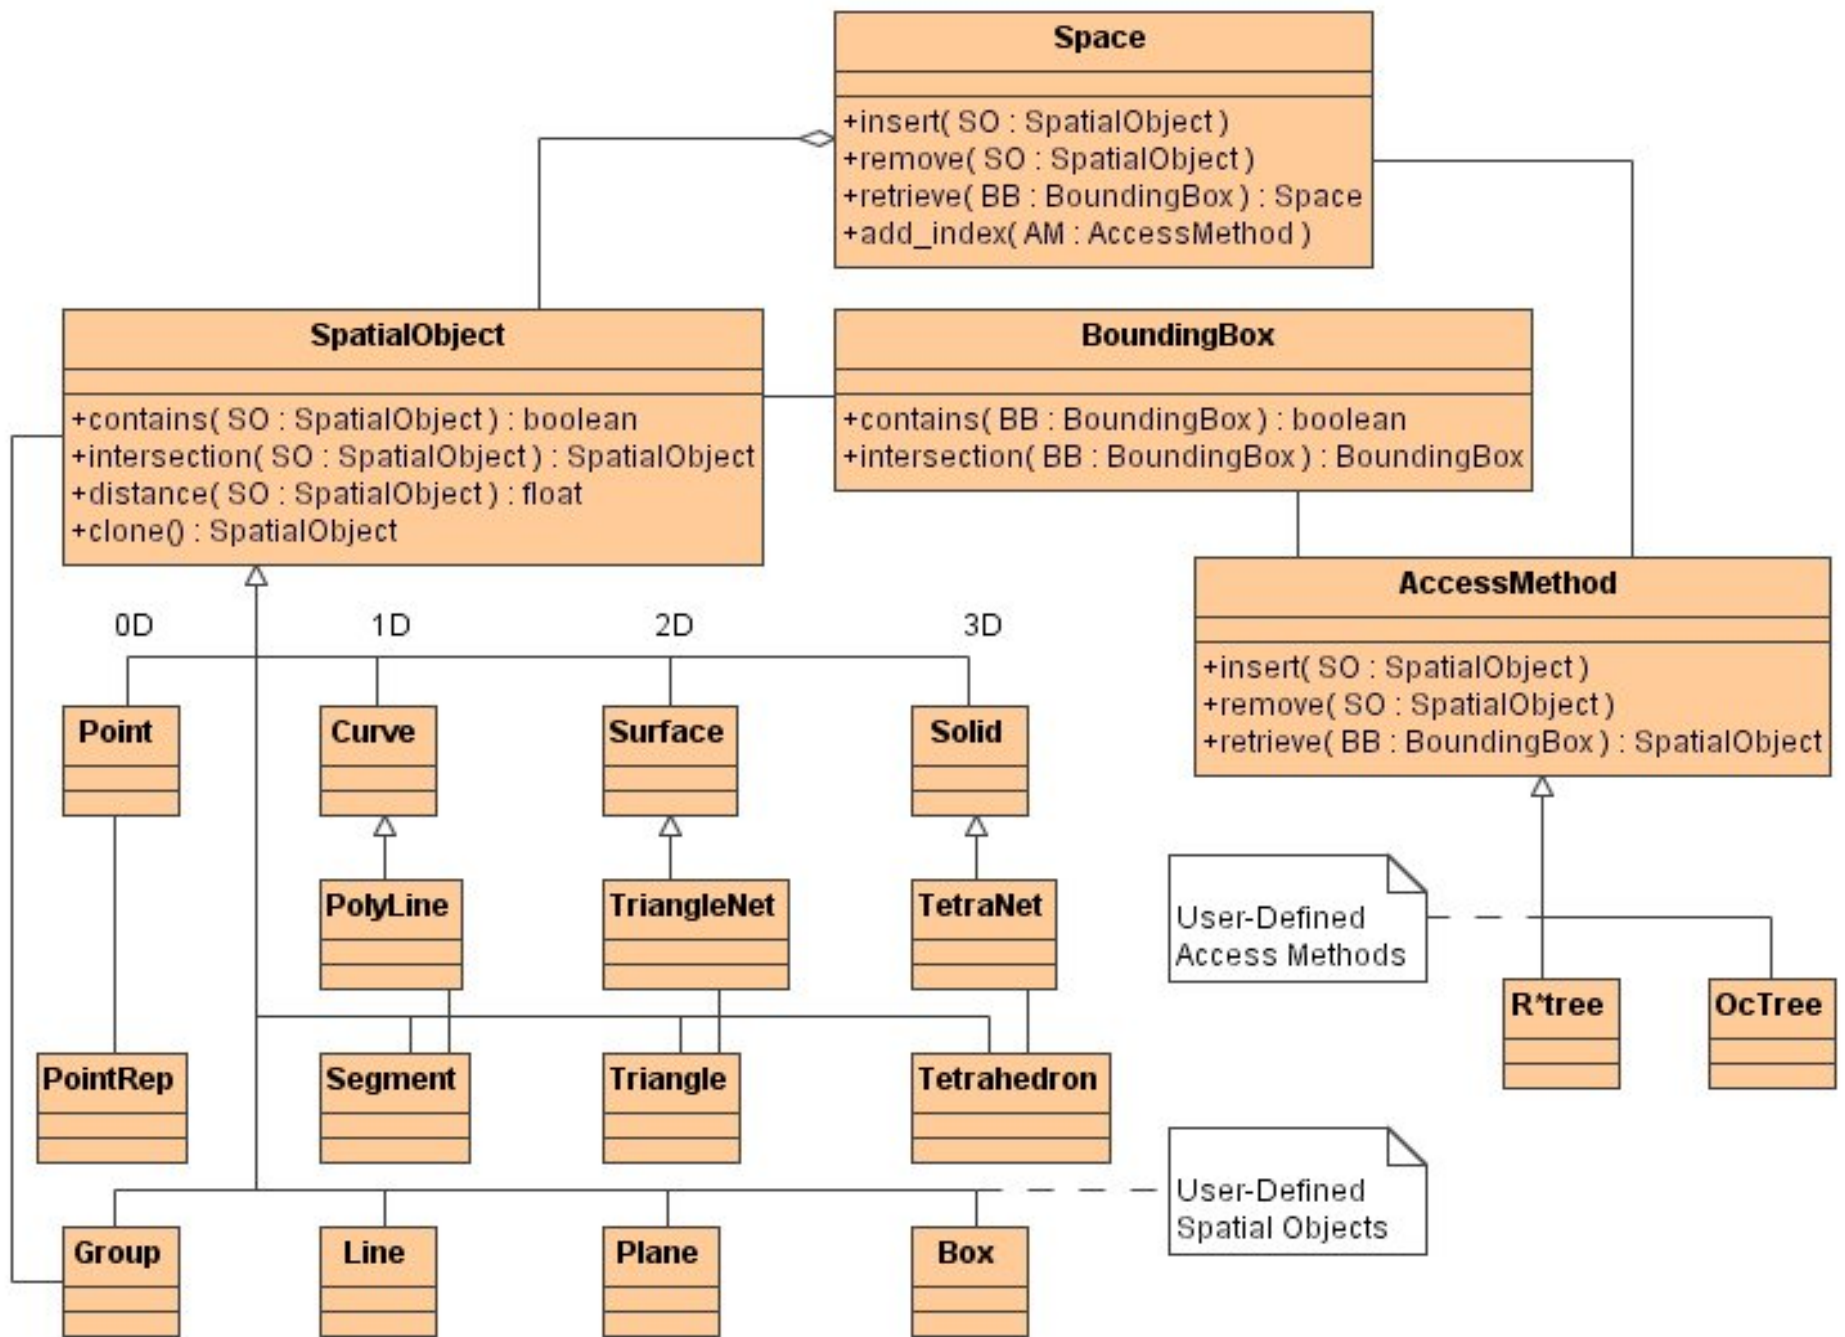 Space
+insert( SO : SpatialObject )
+remove( SO : SpatialObject )
+retrieve( BB : BoundingBox ) : Space
+add_index( AM : AccessMethod )
SpatialObject
+contains( SO : SpatialObject ) : boolean
+intersection( SO : SpatialObject ) : SpatialObject
+distance( SO : SpatialObject ) : float
+clone() : SpatialObject
BoundingBox
+contains( BB : BoundingBox ) : boolean
+intersection( BB : BoundingBox ) : BoundingBox
AccessMethod
+insert( SO : SpatialObject )
+remove( SO : SpatialObject )
+retrieve( BB : BoundingBox ) : SpatialObject
0D
1D
2D
3D
Point
Curve
Surface
Solid
PolyLine
TriangleNet
TetraNet
User-Defined
Access Methods
R*tree
OcTree
PointRep
Segment
Triangle
Tetrahedron
User-Defined
Spatial Objects
Group
Line
Plane
Box